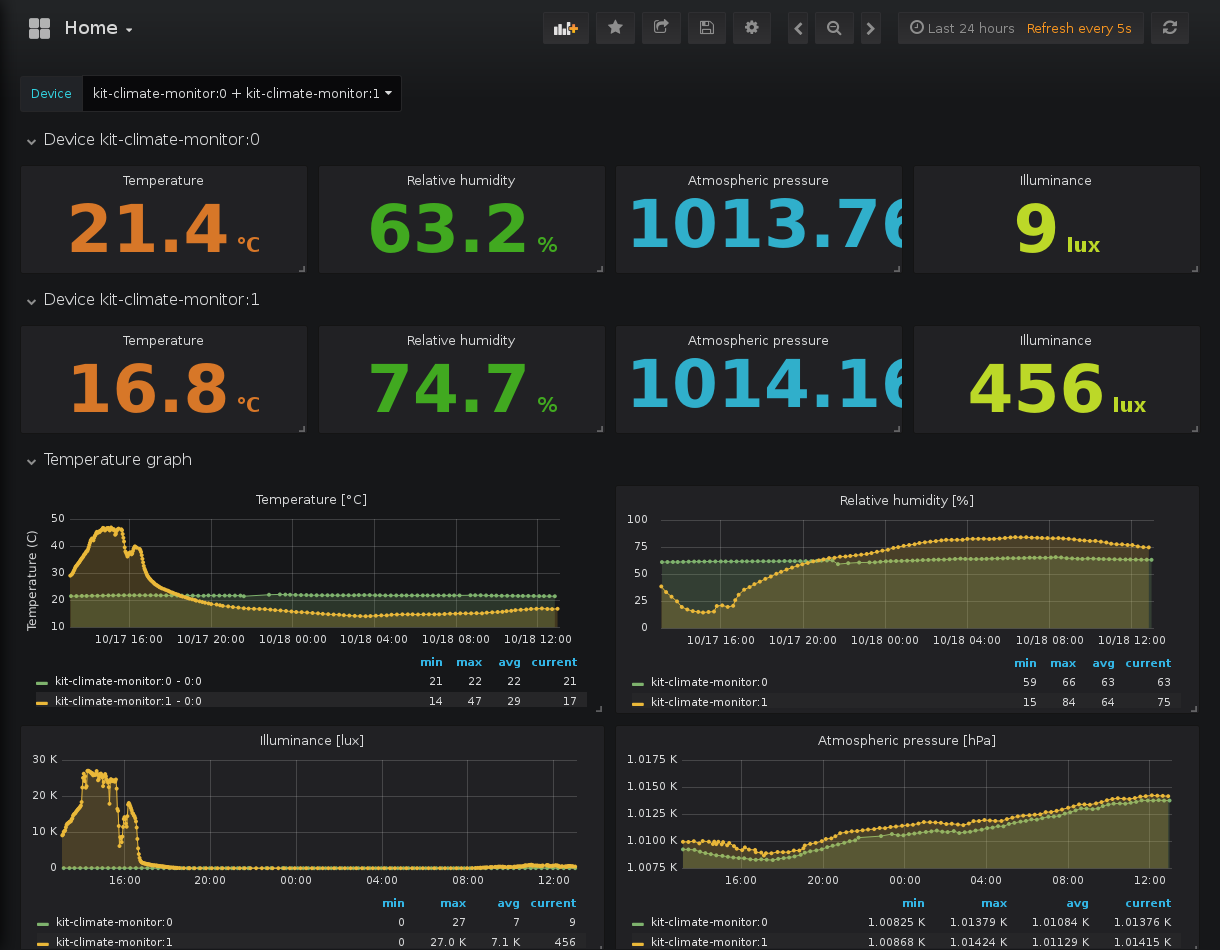 Home
Last 24 hours Refresh every 5s
Device kit-climate-monitor:0 + kit-climate-monitor:1
Device kit-climate-monitor:0
Temperature Relative humidity Atmospheric pressure Illuminance
21.4 °C 63.2 % 1013.76 9 lux
Device kit-climate-monitor:1
Temperature Relative humidity Atmospheric pressure Illuminance
16.8 °C 74.7 % 1014.16 456 lux
Temperature graph
Temperature [°C]
Temperature (C)
50
40
30
20
10
10/17 16:00 10/17 20:00 10/18 00:00 10/18 04:00 10/18 08:00 10/18 12:00
min max avg current
kit-climate-monitor:0 - 0:0 21 22 22 21
kit-climate-monitor:1 - 0:0 14 47 29 17
Relative humidity [%]
100
75
50
25
0
10/17 16:00 10/17 20:00 10/18 00:00 10/18 04:00 10/18 08:00 10/18 12:00
min max avg current
kit-climate-monitor:0 59 66 63 63
kit-climate-monitor:1 15 84 64 75
Illuminance [lux]
30 K
20 K
10 K
0
16:00 20:00 00:00 04:00 08:00 12:00
min max avg current
kit-climate-monitor:0 0 27 7 9
kit-climate-monitor:1 0 27.0 K 7.1 K 456
Atmospheric pressure [hPa]
1.0175 K
1.0150 K
1.0125 K
1.0100 K
1.0075 K
16:00 20:00 00:00 04:00 08:00 12:00
min max avg current
kit-climate-monitor:0 1.00825 K 1.01379 K 1.01084 K 1.01376 K
kit-climate-monitor:1 1.00868 K 1.01424 K 1.01129 K 1.01415 K